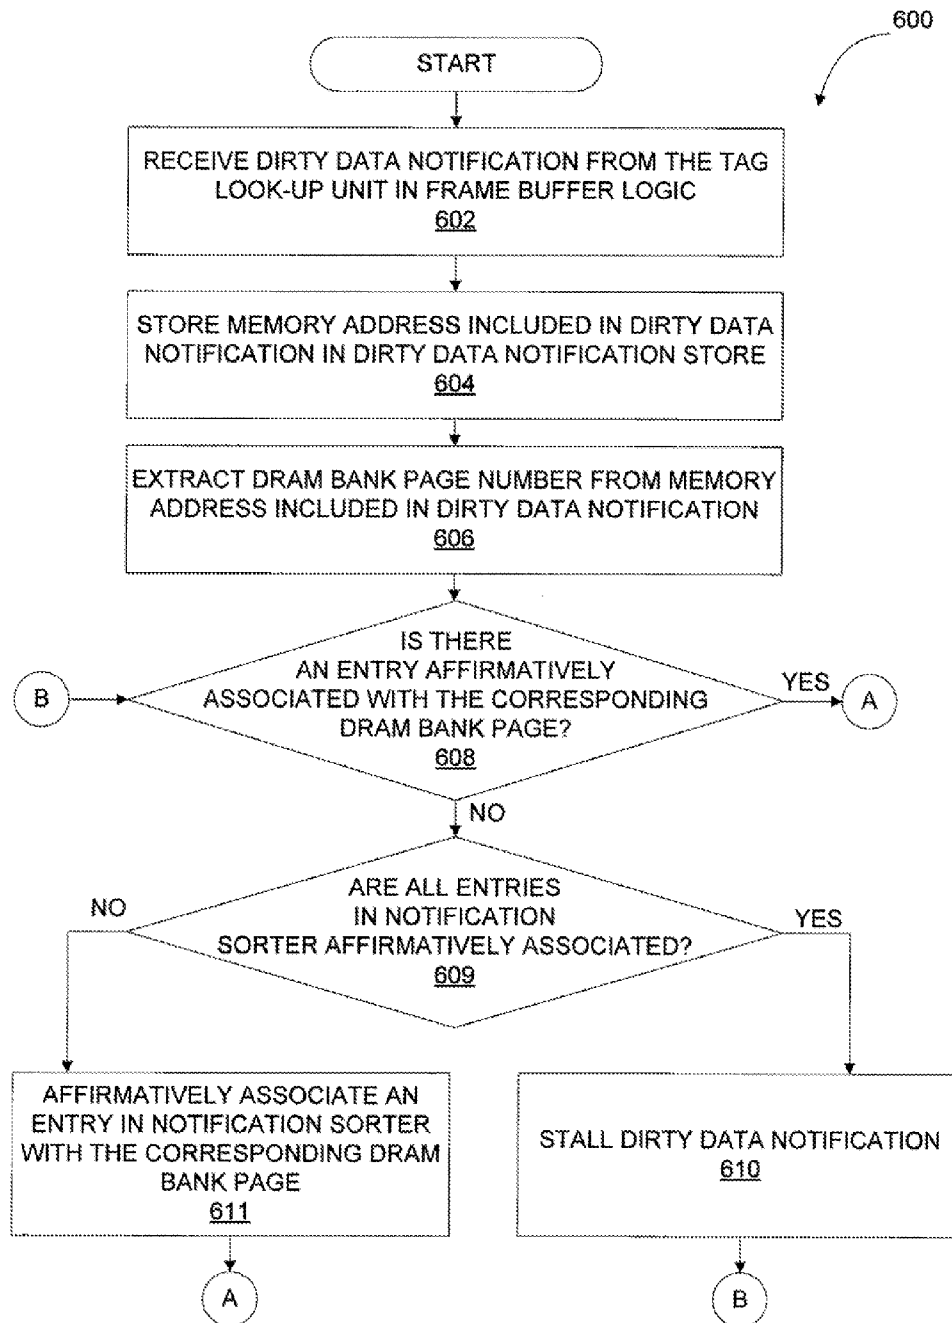 600
START
RECEIVE DIRTY DATA NOTIFICATION FROM THE TAG
LOOK-UP UNIT IN FRAME BUFFER LOGIC
602
STORE MEMORY ADDRESS INCLUDED IN DIRTY DATA
NOTIFICATION IN DIRTY DATA NOTIFICATION STORE
604
EXTRACT DRAM BANK PAGE NUMBER FROM MEMORY
ADDRESS INCLUDED IN DIRTY DATA NOTIFICATION
606
IS THERE
AN ENTRY AFFIRMATIVELY
ASSOCIATED WITH THE CORRESPONDING
DRAM BANK PAGE?
608
B
YES
A
NO
ARE ALL ENTRIES
IN NOTIFICATION
SORTER AFFIRMATIVELY ASSOCIATED?
609
NO
YES
AFFIRMATIVELY ASSOCIATE AN
ENTRY IN NOTIFICATION SORTER
WITH THE CORRESPONDING DRAM
BANK PAGE
611
STALL DIRTY DATA NOTIFICATION
610
A
B